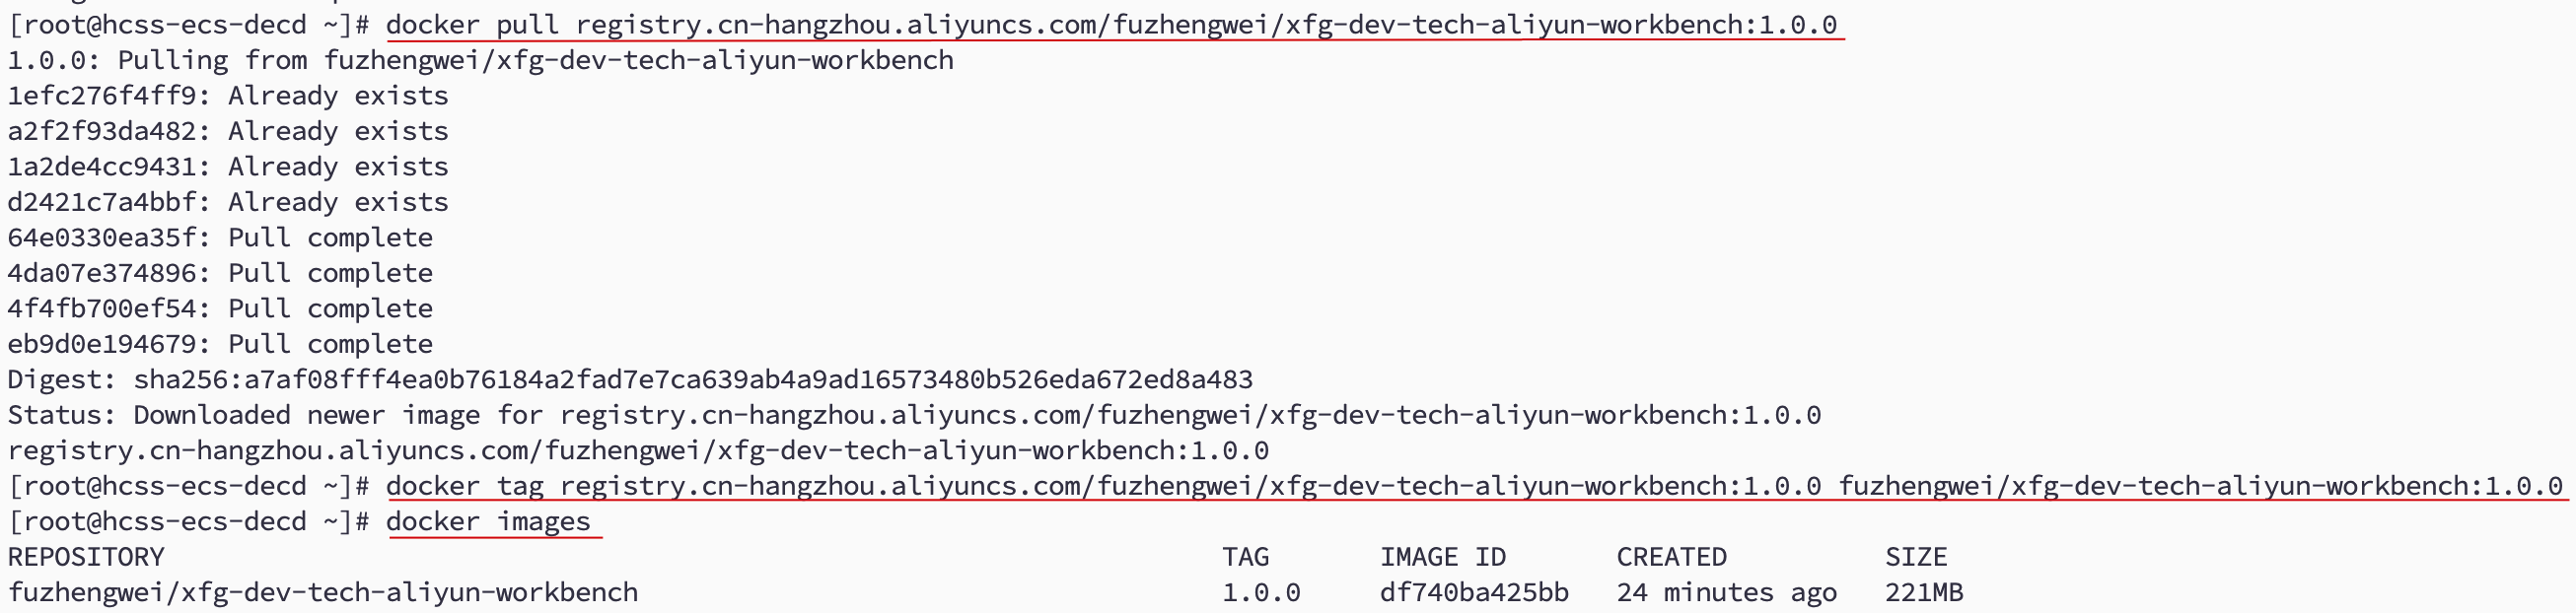 [root@hcss-ecs-decd ~]# docker pull registry.cn-hangzhou.aliyuncs.com/fuzhengwei/xfg-dev-tech-aliyun-workbench:1.0.0
1.0.0: Pulling from fuzhengwei/xfg-dev-tech-aliyun-workbench
1efc276f4ff9: Already exists
a2f2f93da482: Already exists
1a2de4cc9431: Already exists
d2421c7a4bbf: Already exists
64e0330ea35f: Pull complete
4da07e374896: Pull complete
4f4fb700ef54: Pull complete
eb9d0e194679: Pull complete
Digest: sha256:a7af08fff4ea0b76184a2fad7e7ca639ab4a9ad16573480b526eda672ed8a483
Status: Downloaded newer image for registry.cn-hangzhou.aliyuncs.com/fuzhengwei/xfg-dev-tech-aliyun-workbench:1.0.0
registry.cn-hangzhou.aliyuncs.com/fuzhengwei/xfg-dev-tech-aliyun-workbench:1.0.0
[root@hcss-ecs-decd ~]# docker tag registry.cn-hangzhou.aliyuncs.com/fuzhengwei/xfg-dev-tech-aliyun-workbench:1.0.0 fuzhengwei/xfg-dev-tech-aliyun-workbench:1.0.0
[root@hcss-ecs-decd ~]# docker images
REPOSITORY TAG IMAGE ID CREATED SIZE
fuzhengwei/xfg-dev-tech-aliyun-workbench 1.0.0 df740ba425bb 24 minutes ago 221MB